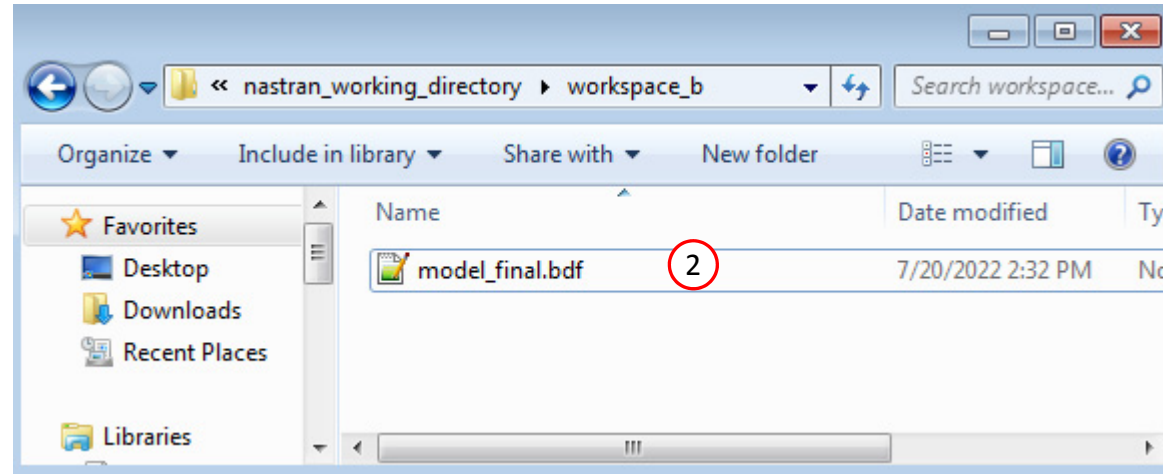 « nastran_working_directory ▸ workspace_b Search workspace...
Organize Include in library Share with New folder
Name Date modified Ty
Favorites
model_final.bdf 2 7/20/2022 2:32 PM No
Desktop
Downloads
Recent Places
Libraries